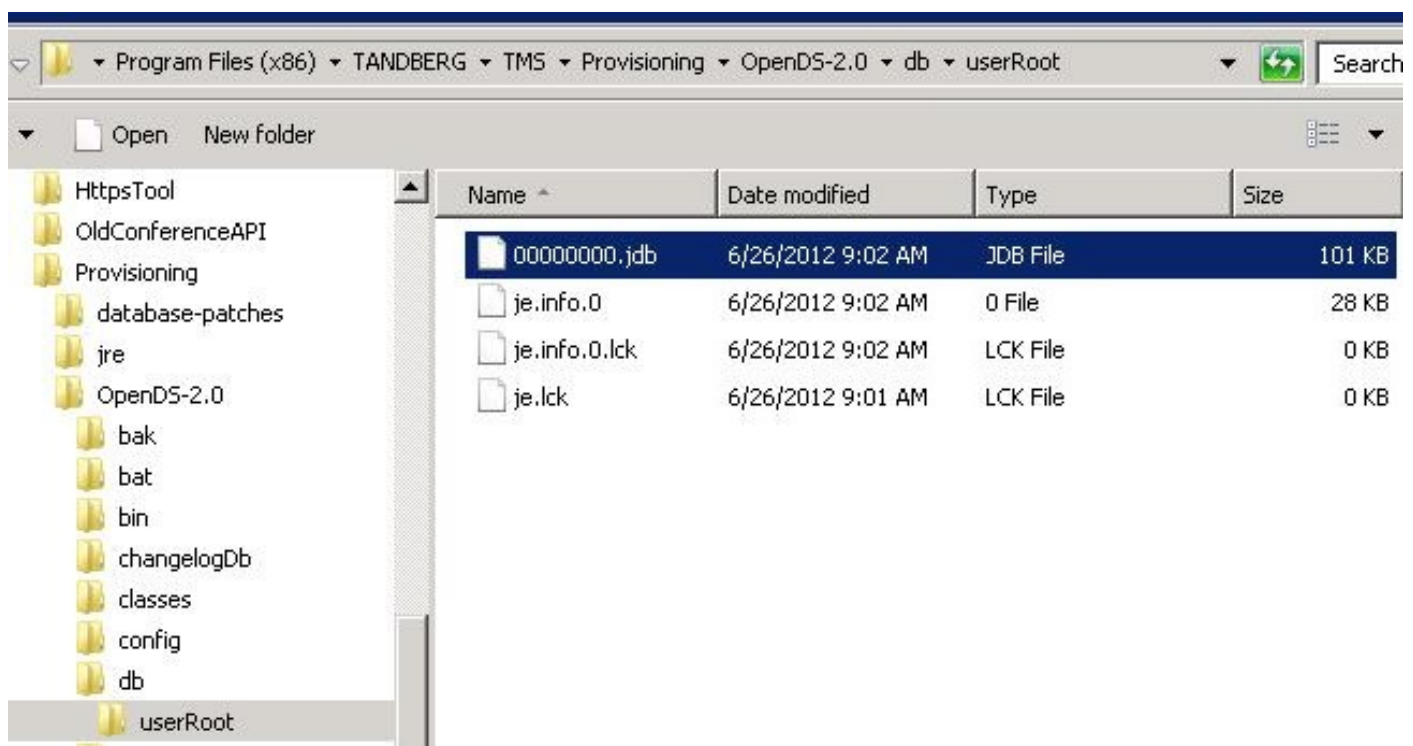 Program Files (x86) TANDBERG TMS Provisioning OpenDS-2.0 db userRoot Search
Open New folder
HttpsTool
OldConferenceAPI
Provisioning
database-patches
jre
OpenDS-2.0
bak
bat
bin
changelogDb
classes
config
db
userRoot
Name Date modified Type Size
00000000.jdb 6/26/2012 9:02 AM JDB File 101 KB
je.info.0 6/26/2012 9:02 AM 0 File 28 KB
je.info.0.lck 6/26/2012 9:02 AM LCK File 0 KB
je.lck 6/26/2012 9:01 AM LCK File 0 KB